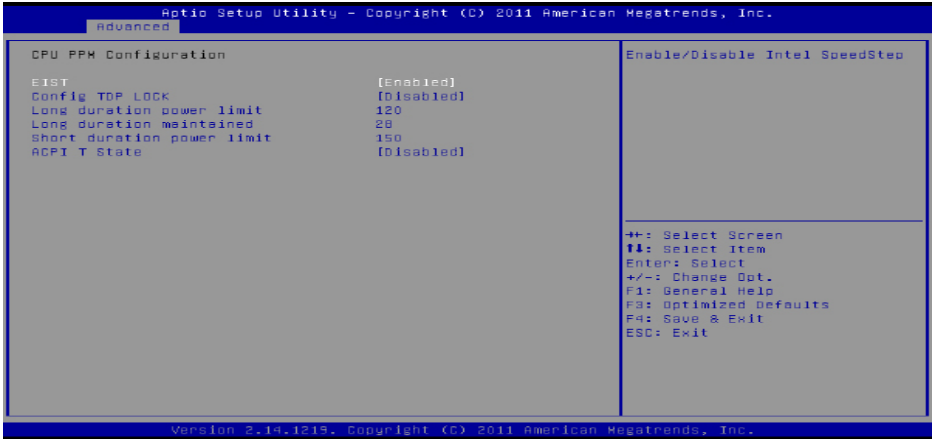 Aptio Setup Utility – Copyright (C) 2011 American Megatrends, Inc.
Advanced
CPU PPM Configuration
EIST [Enabled]
Config TDP LOCK [Disabled]
Long duration power limit 120
Long duration maintained 28
Short duration power limit 150
ACPI T State [Disabled]
Enable/Disable Intel SpeedStep
→←: Select Screen
↑↓: Select Item
Enter: Select
+/-: Change Opt.
F1: General Help
F3: Optimized Defaults
F4: Save & Exit
ESC: Exit
Version 2.14.1219. Copyright (C) 2011 American Megatrends, Inc.